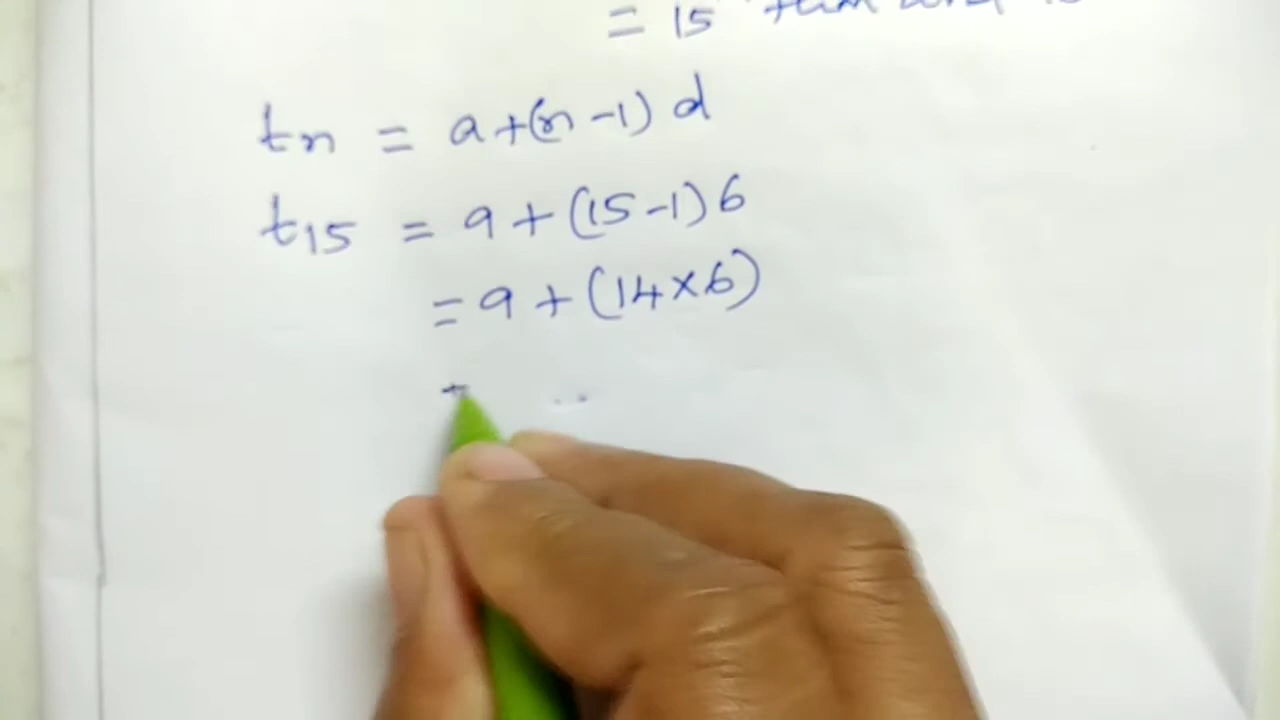 = 15
tn = a+(n-1) d
t15 = 9+(15-1)6
= 9+(14×6)
=